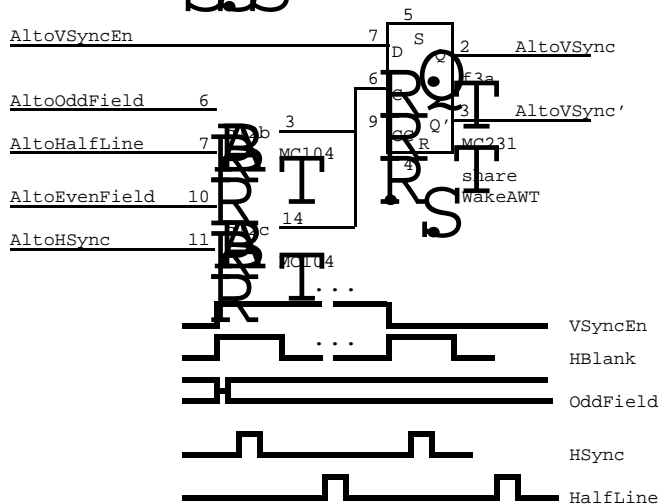 5
AltoVSyncEn 7 S 2 AltoVSync
D Q
6 f3a
AltoOddField 6 C
3 9 3 AltoVSync'
AltoHalfLine 7 CC Q'
MC104 R MC231
4 share
AltoEvenField 10 WakeAWT
14
AltoHSync 11
MC104
...
VSyncEn
...
HBlank
OddField
HSync
HalfLine